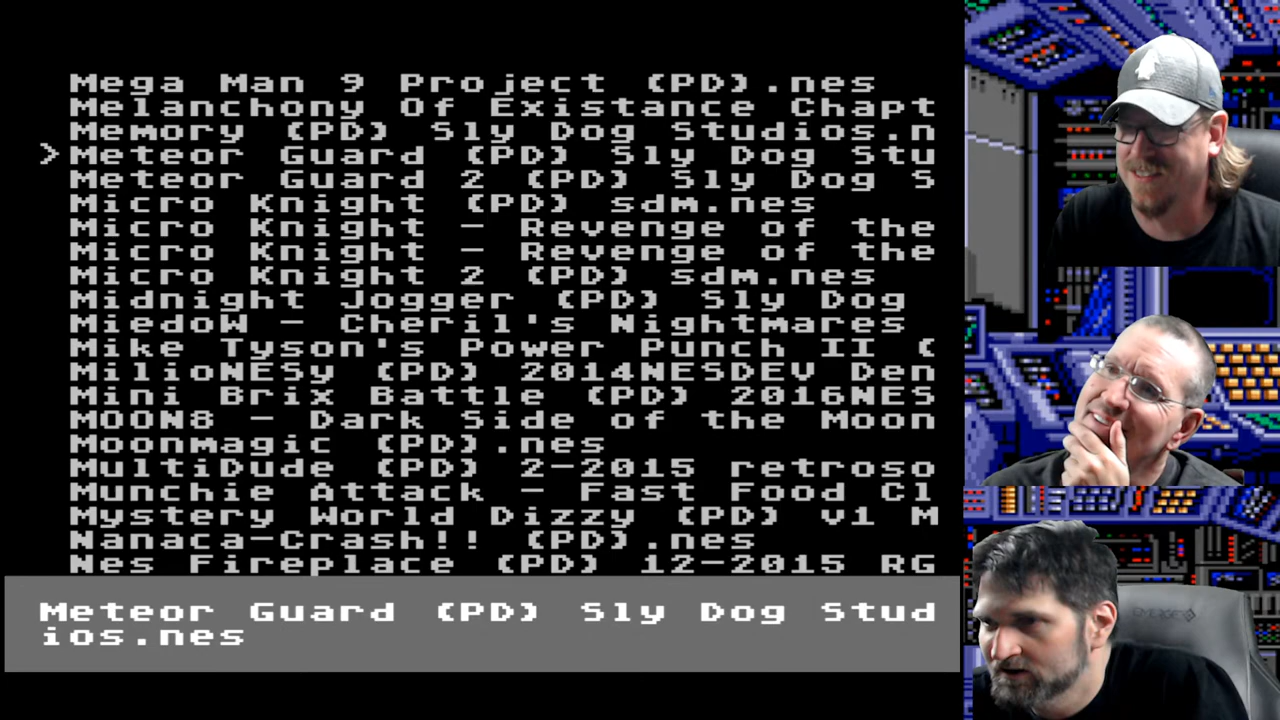 Mega Man 9 Project (PD).nes
Melanchony Of Existance Chapt
Memory (PD) Sly Dog Studios.n
>Meteor Guard (PD) Sly Dog Stu
Meteor Guard 2 (PD) Sly Dog S
Micro Knight (PD) sdm.nes
Micro Knight - Revenge of the
Micro Knight - Revenge of the
Micro Knight 2 (PD) sdm.nes
Midnight Jogger (PD) Sly Dog
MiedoW - Cheril's Nightmares
Mike Tyson's Power Punch II (
MilioNESy (PD) 2014NESDEV Den
Mini Brix Battle (PD) 2016NES
MOON8 - Dark Side of the Moon
Moonmagic (PD).nes
MultiDude (PD) 2-2015 retroso
Munchie Attack - Fast Food Cl
Mystery World Dizzy (PD) v1 M
Nanaca-Crash!! (PD).nes
Nes Fireplace (PD) 12-2015 RG
Meteor Guard (PD) Sly Dog Stud
ios.nes